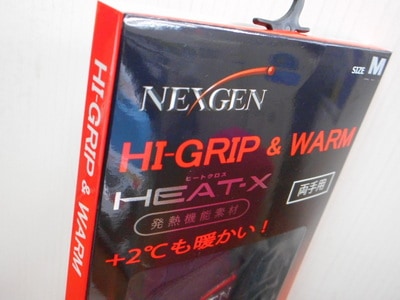 SIZE M
NEXGEN
HI-GRIP & WARM
ヒートクロス
HEAT-X
両手用
発熱機能素材
+2℃も暖かい！
HI-GRIP & WARM